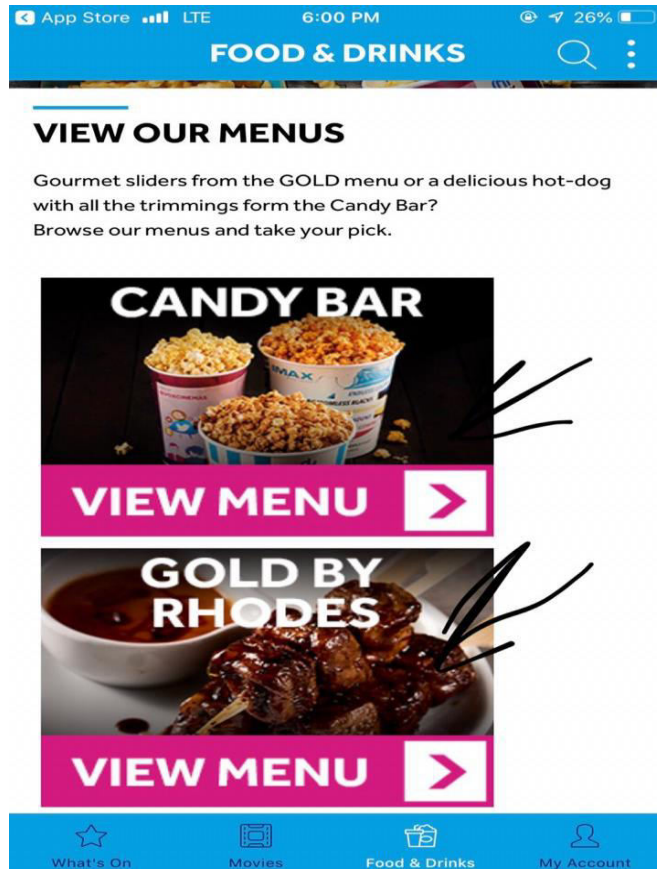 App Store LTE 6:00 PM 26%
FOOD & DRINKS
VIEW OUR MENUS
Gourmet sliders from the GOLD menu or a delicious hot-dog
with all the trimmings form the Candy Bar?
Browse our menus and take your pick.
CANDY BAR
IMAX
VIEW MENU
GOLD BY
RHODES
VIEW MENU
What's On Movies Food & Drinks My Account